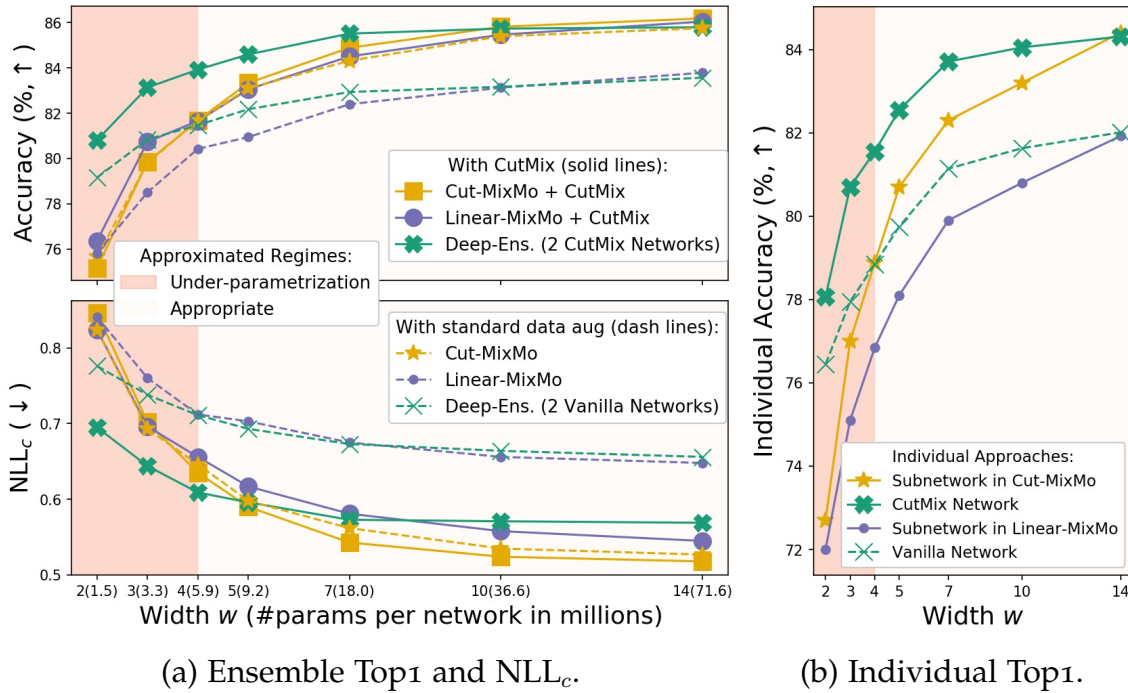 86
84
82
80
78
76
Accuracy (%, ↑)
With CutMix (solid lines):
Cut-MixMo + CutMix
Linear-MixMo + CutMix
Deep-Ens. (2 CutMix Networks)
Approximated Regimes:
Under-parametrization
Appropriate
0.8
0.7
0.6
0.5
NLLc (↓)
With standard data aug (dash lines):
Cut-MixMo
Linear-MixMo
Deep-Ens. (2 Vanilla Networks)
2(1.5) 3(3.3) 4(5.9) 5(9.2) 7(18.0) 10(36.6) 14(71.6)
Width w (#params per network in millions)
(a) Ensemble Top1 and NLLc.
84
82
80
78
76
74
72
Individual Accuracy (%, ↑)
Individual Approaches:
Subnetwork in Cut-MixMo
CutMix Network
Subnetwork in Linear-MixMo
Vanilla Network
2 3 4 5 7 10 14
Width w
(b) Individual Top1.